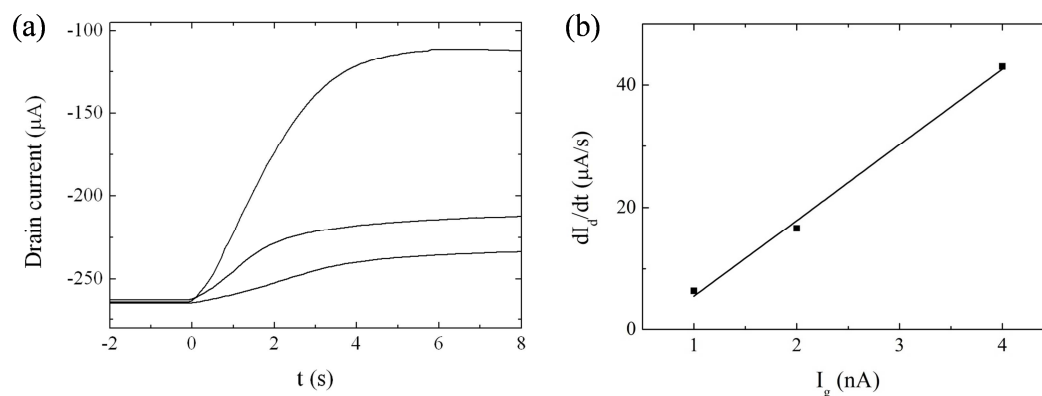 (a)
Drain current (μA)
-100
-150
-200
-250
-2 0 2 4 6 8
t (s)
(b)
dI_d/dt (μA/s)
40
20
0
1 2 3 4
I_g (nA)